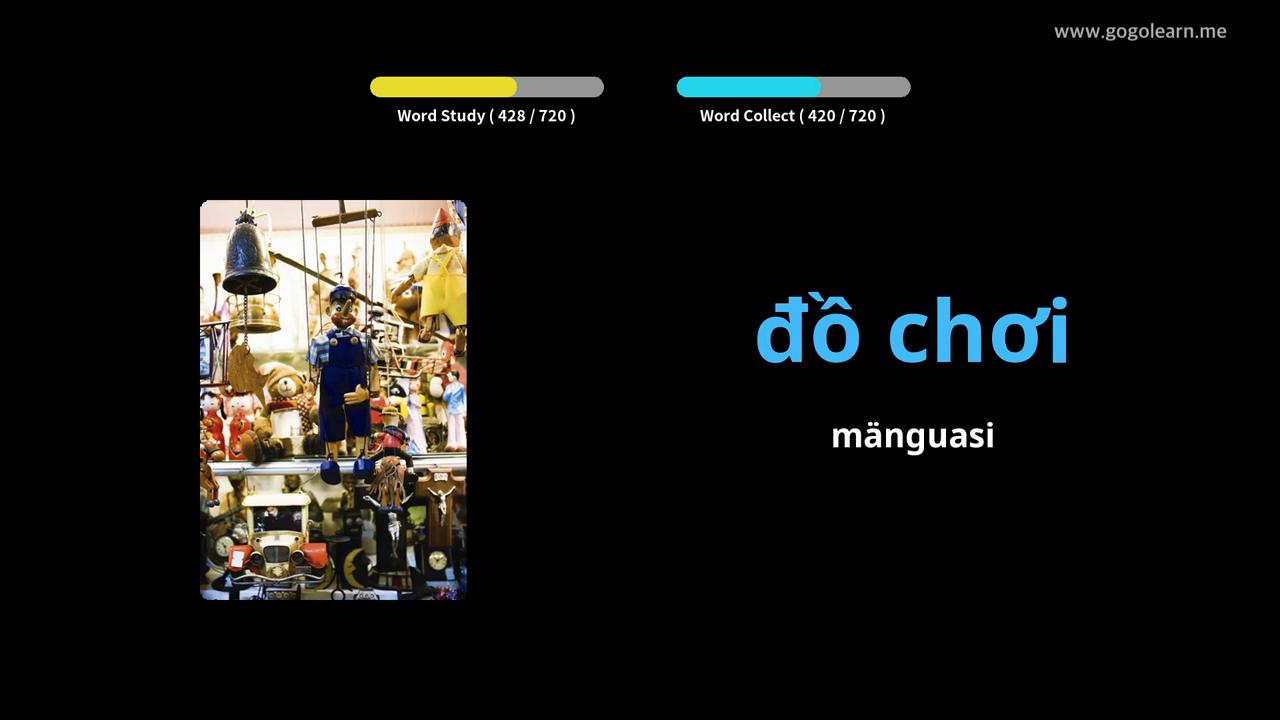 www.gogolearn.me
Word Study ( 428 / 720 )
Word Collect ( 420 / 720 )
đồ chơi
mänguasi